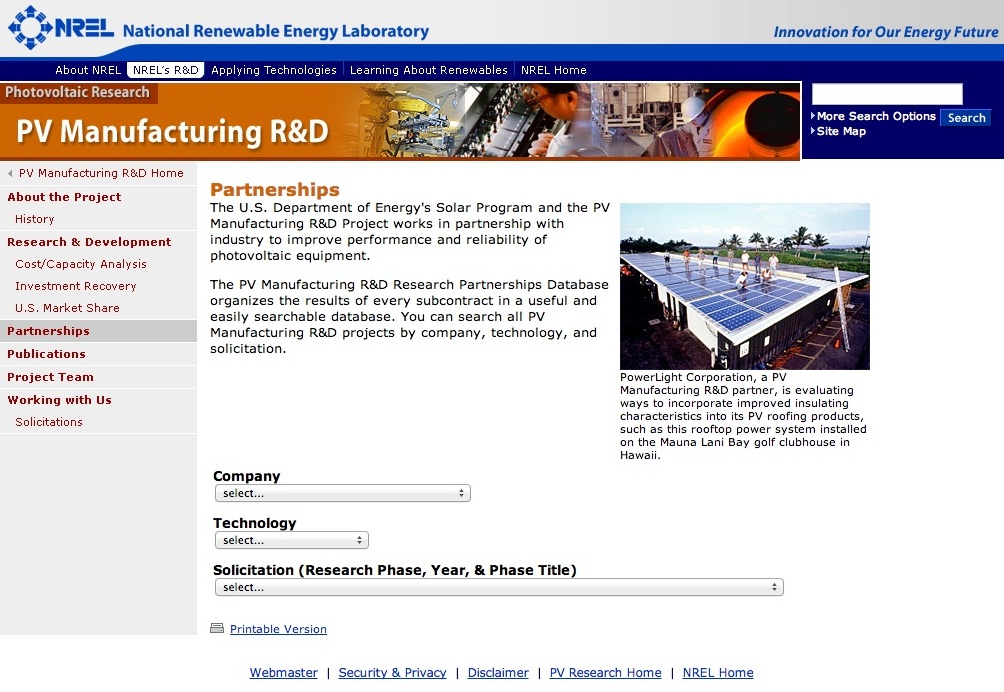 NREL National Renewable Energy Laboratory
Innovation for Our Energy Future
About NREL NREL's R&D Applying Technologies Learning About Renewables NREL Home
Photovoltaic Research
PV Manufacturing R&D
More Search Options Search
Site Map
PV Manufacturing R&D Home
About the Project
History
Research & Development
Cost/Capacity Analysis
Investment Recovery
U.S. Market Share
Partnerships
Publications
Project Team
Working with Us
Solicitations
Partnerships
The U.S. Department of Energy's Solar Program and the PV
Manufacturing R&D Project works in partnership with
industry to improve performance and reliability of
photovoltaic equipment.
The PV Manufacturing R&D Research Partnerships Database
organizes the results of every subcontract in a useful and
easily searchable database. You can search all PV
Manufacturing R&D projects by company, technology, and
solicitation.
PowerLight Corporation, a PV
Manufacturing R&D partner, is evaluating
ways to incorporate improved insulating
characteristics into its PV roofing products,
such as this rooftop power system installed
on the Mauna Lani Bay golf clubhouse in
Hawaii.
Company
select...
Technology
select...
Solicitation (Research Phase, Year, & Phase Title)
select...
Printable Version
Webmaster | Security & Privacy | Disclaimer | PV Research Home | NREL Home